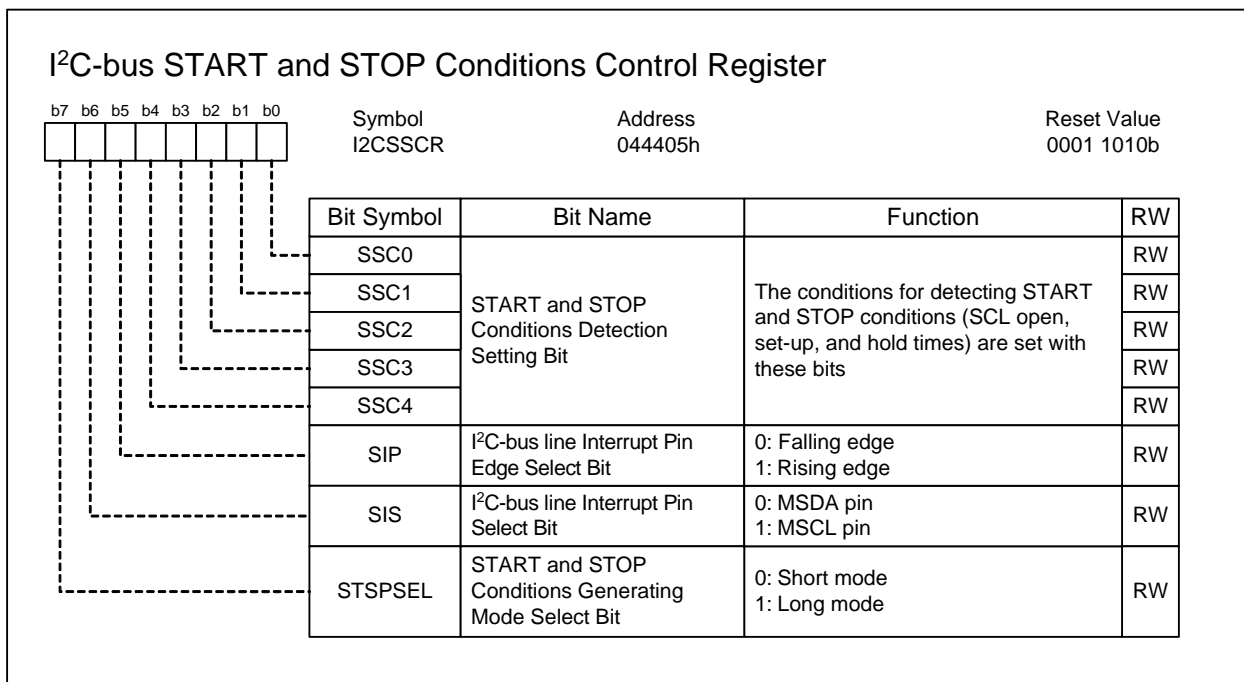 I²C-bus START and STOP Conditions Control Register
b7 b6 b5 b4 b3 b2 b1 b0
Symbol Address Reset Value
I2CSSCR 044405h 0001 1010b
Bit Symbol Bit Name Function RW
SSC0 RW
SSC1 RW
SSC2 RW
SSC3 RW
SSC4 RW
START and STOP
Conditions Detection
Setting Bit
The conditions for detecting START
and STOP conditions (SCL open,
set-up, and hold times) are set with
these bits
SIP
I²C-bus line Interrupt Pin
Edge Select Bit
0: Falling edge
1: Rising edge
RW
SIS
I²C-bus line Interrupt Pin
Select Bit
0: MSDA pin
1: MSCL pin
RW
STSPSEL
START and STOP
Conditions Generating
Mode Select Bit
0: Short mode
1: Long mode
RW